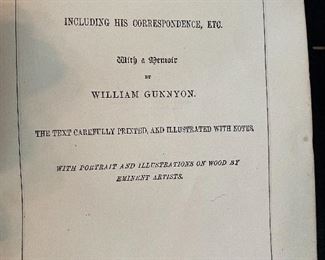 INCLUDING HIS CORRESPONDENCE, ETC.
With a Memoir
BY
WILLIAM GUNNYON.
THE TEXT CAREFULLY PRINTED, AND ILLUSTRATED WITH NOTES.
WITH PORTRAIT AND ILLUSTRATIONS ON WOOD BY
EMINENT ARTISTS.